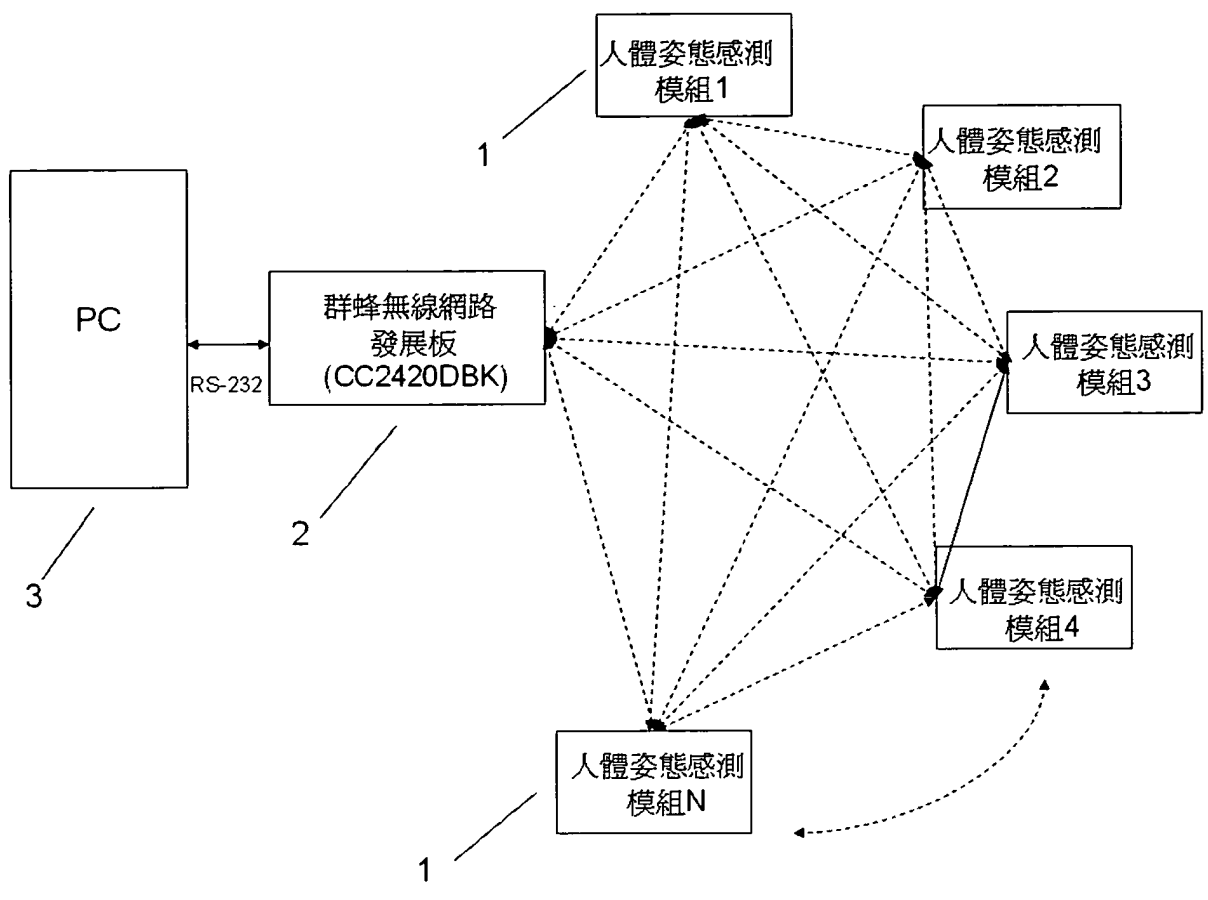 人體姿態感測
模組1
1
人體姿態感測
模組2
PC
群蜂無線網路
發展板
(CC2420DBK)
RS-232
人體姿態感測
模組3
2
3
人體姿態感測
模組4
人體姿態感測
模組N
1